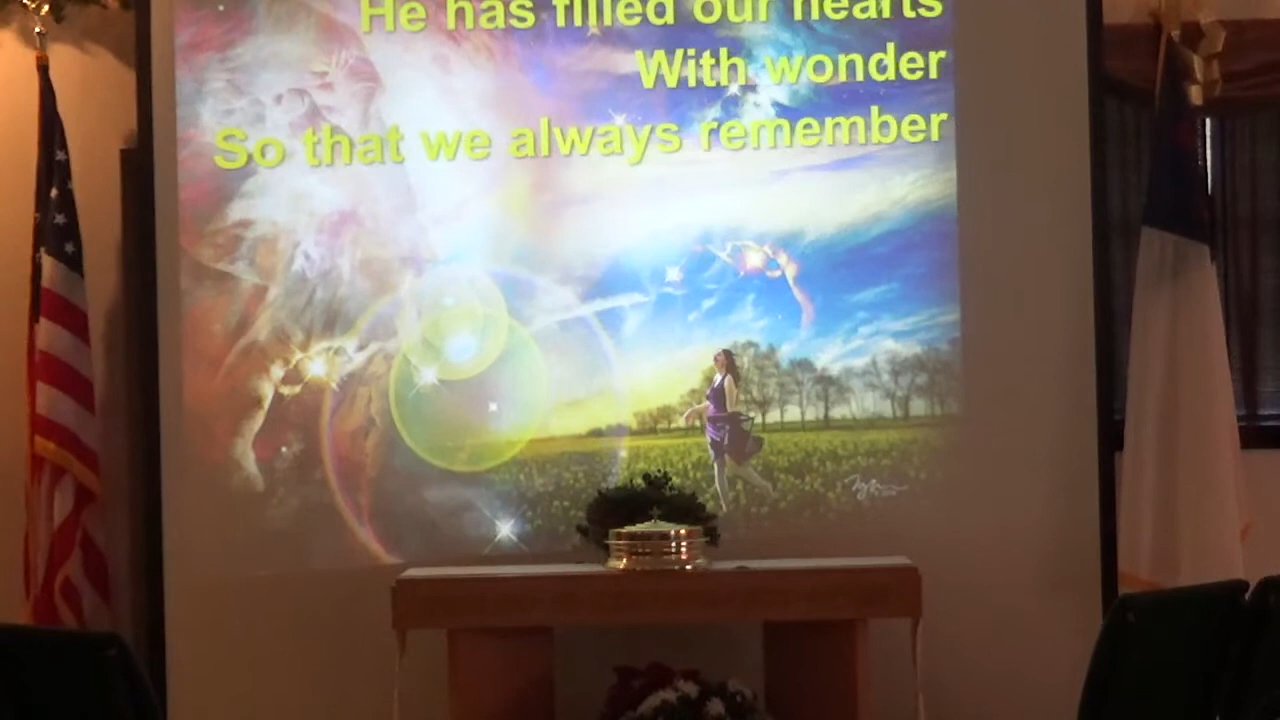 He has filled our hearts
With wonder
So that we always remember